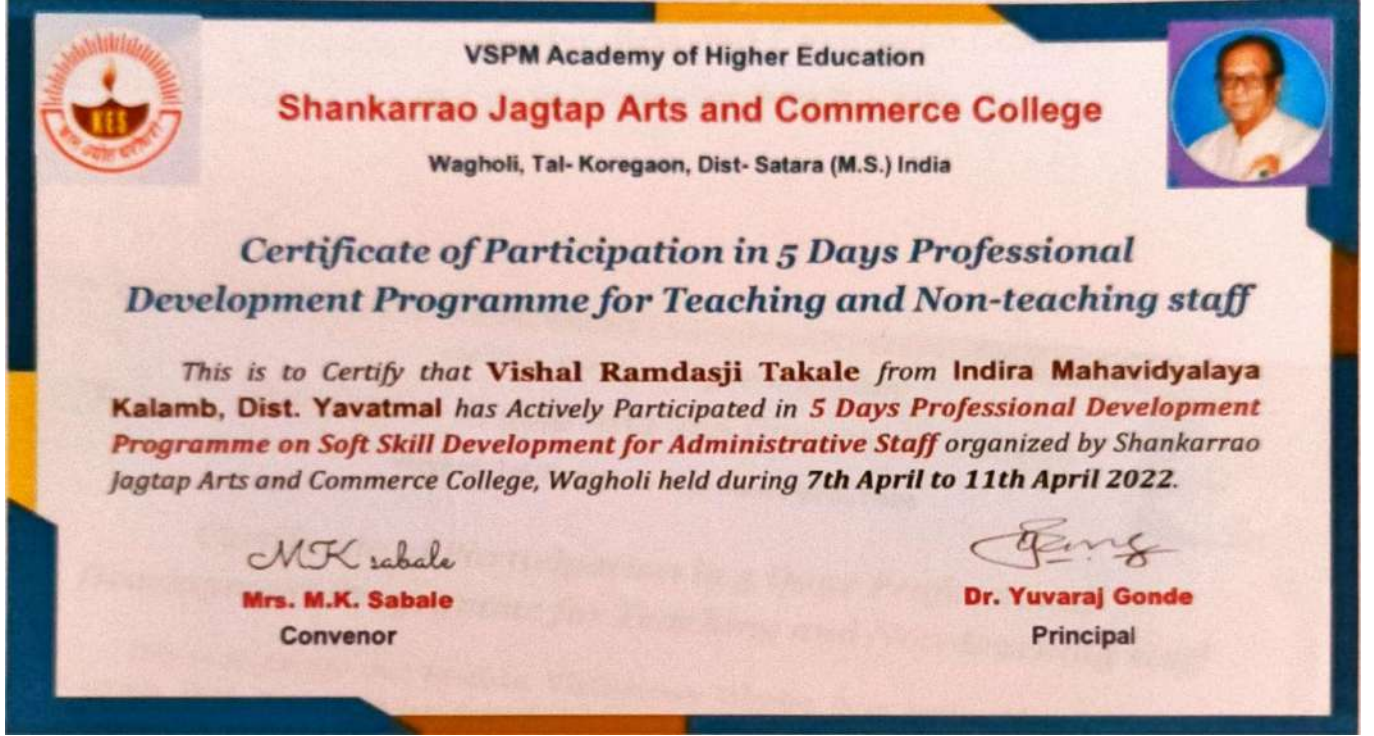 VSPM Academy of Higher Education
Shankarrao Jagtap Arts and Commerce College
Wagholi, Tal- Koregaon, Dist- Satara (M.S.) India
KES
Certificate of Participation in 5 Days Professional
Development Programme for Teaching and Non-teaching staff
This is to Certify that Vishal Ramdasji Takale from Indira Mahavidyalaya
Kalamb, Dist. Yavatmal has Actively Participated in 5 Days Professional Development
Programme on Soft Skill Development for Administrative Staff organized by Shankarrao
Jagtap Arts and Commerce College, Wagholi held during 7th April to 11th April 2022.
MK sabale
Mrs. M.K. Sabale
Dr. Yuvaraj Gonde
Convenor
Principal